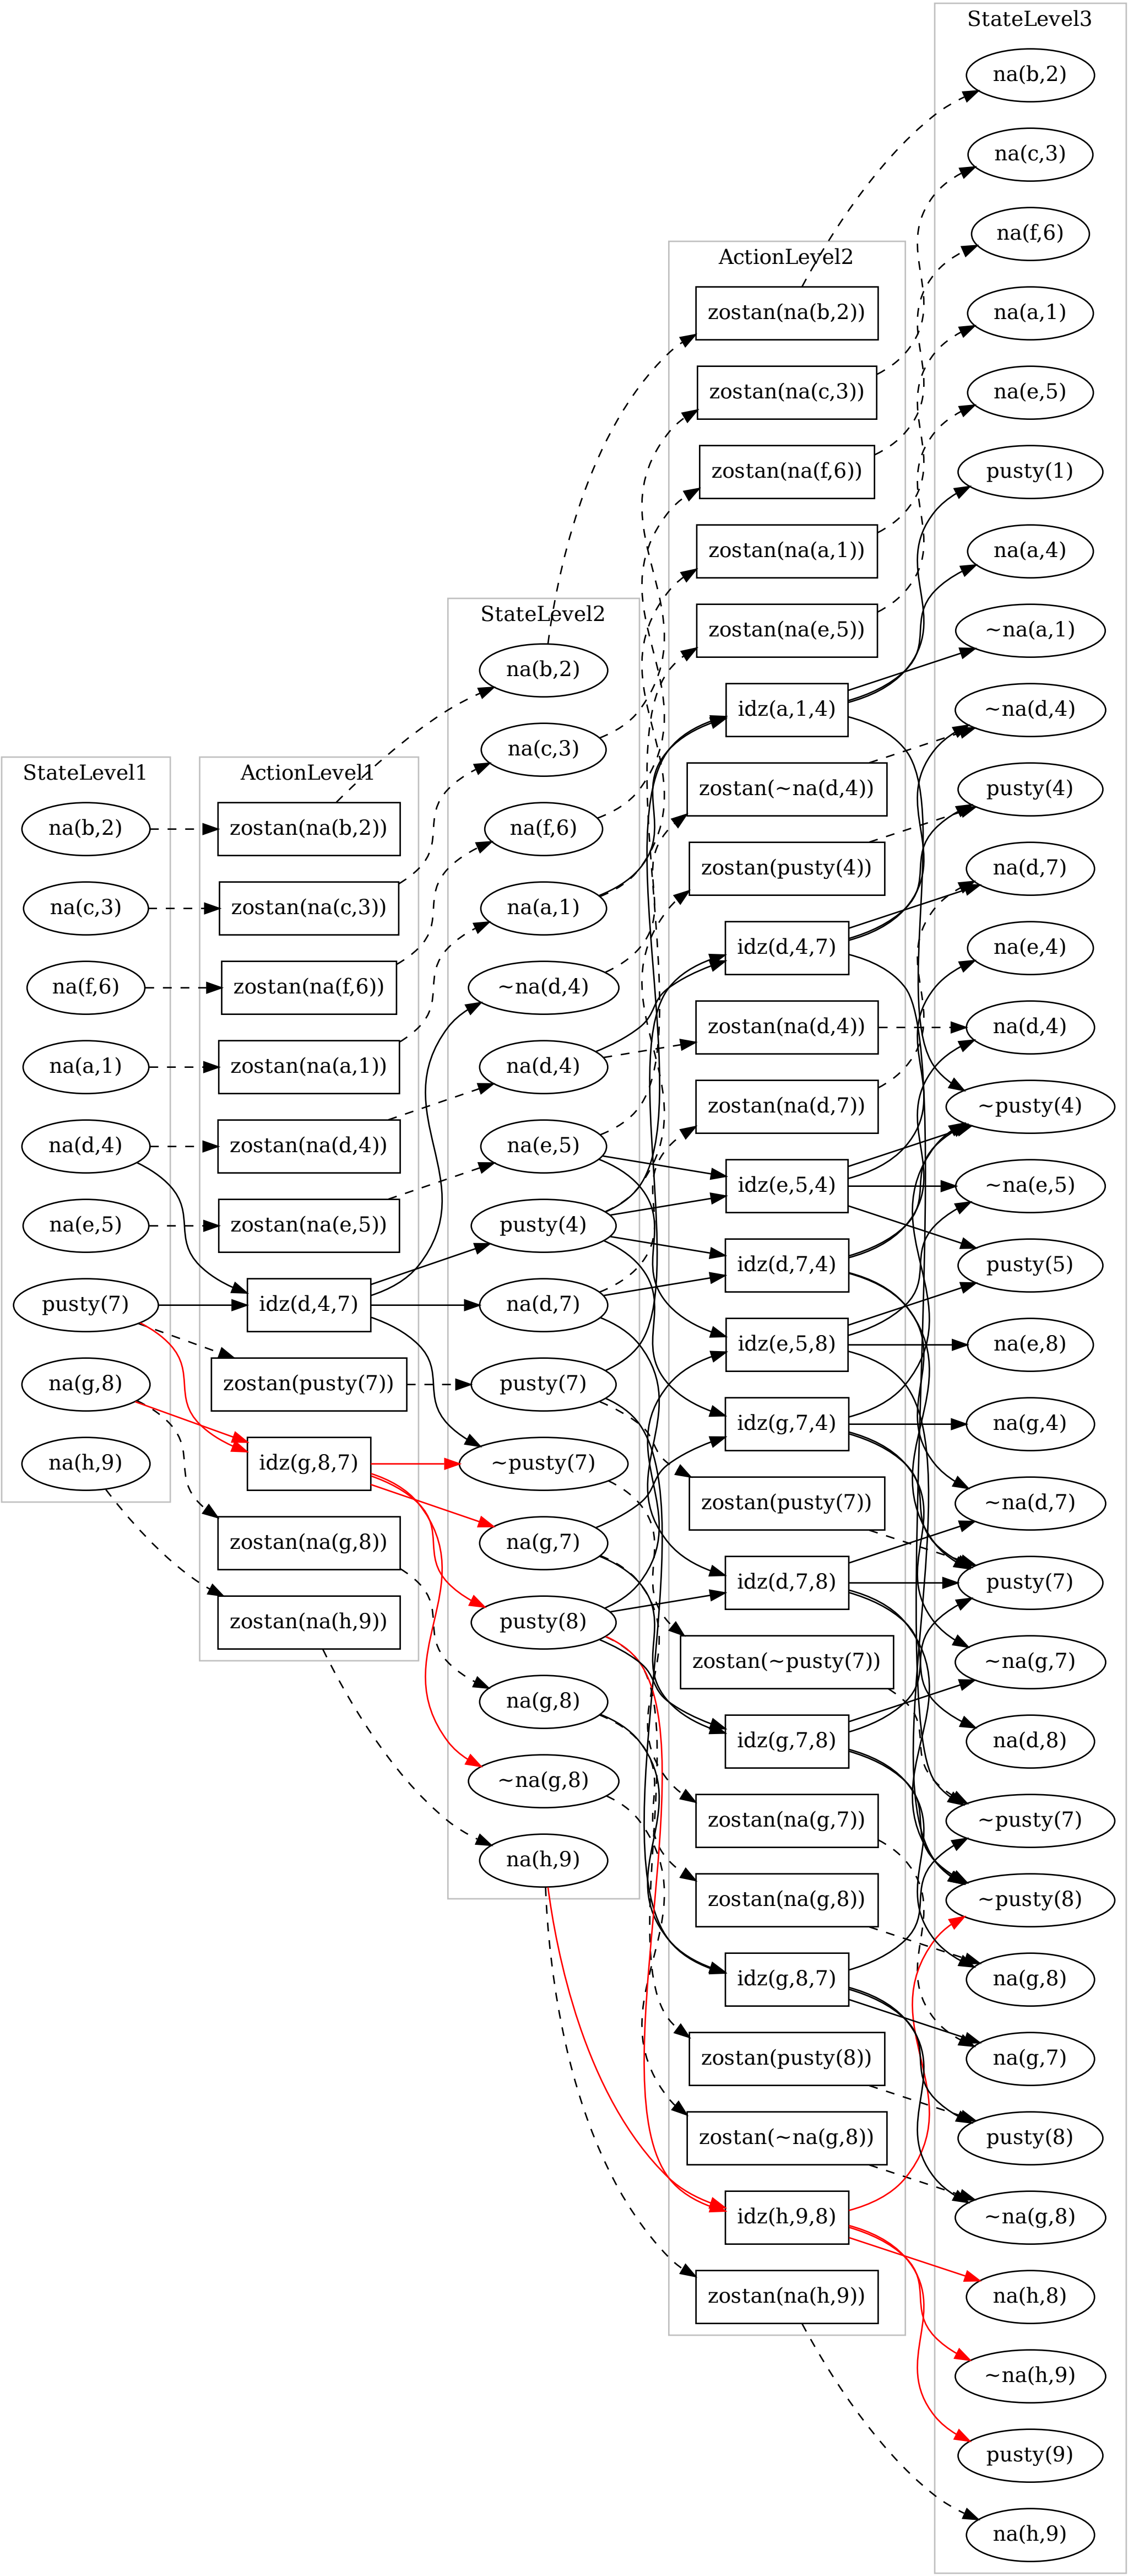 StateLevel1
na(b,2)
na(c,3)
na(f,6)
na(a,1)
na(d,4)
na(e,5)
pusty(7)
na(g,8)
na(h,9)
ActionLevel1
zostan(na(b,2))
zostan(na(c,3))
zostan(na(f,6))
zostan(na(a,1))
zostan(na(d,4))
zostan(na(e,5))
idz(d,4,7)
zostan(pusty(7))
idz(g,8,7)
zostan(na(g,8))
zostan(na(h,9))
StateLevel2
na(b,2)
na(c,3)
na(f,6)
na(a,1)
~na(d,4)
na(d,4)
na(e,5)
pusty(4)
na(d,7)
pusty(7)
~pusty(7)
na(g,7)
pusty(8)
na(g,8)
~na(g,8)
na(h,9)
ActionLevel2
zostan(na(b,2))
zostan(na(c,3))
zostan(na(f,6))
zostan(na(a,1))
zostan(na(e,5))
idz(a,1,4)
zostan(~na(d,4))
zostan(pusty(4))
idz(d,4,7)
zostan(na(d,4))
zostan(na(d,7))
idz(e,5,4)
idz(d,7,4)
idz(e,5,8)
idz(g,7,4)
zostan(pusty(7))
idz(d,7,8)
zostan(~pusty(7))
idz(g,7,8)
zostan(na(g,7))
zostan(na(g,8))
idz(g,8,7)
zostan(pusty(8))
zostan(~na(g,8))
idz(h,9,8)
zostan(na(h,9))
StateLevel3
na(b,2)
na(c,3)
na(f,6)
na(a,1)
na(e,5)
pusty(1)
na(a,4)
~na(a,1)
~na(d,4)
pusty(4)
na(d,7)
na(e,4)
na(d,4)
~pusty(4)
~na(e,5)
pusty(5)
na(e,8)
na(g,4)
~na(d,7)
pusty(7)
~na(g,7)
na(d,8)
~pusty(7)
~pusty(8)
na(g,8)
na(g,7)
pusty(8)
~na(g,8)
na(h,8)
~na(h,9)
pusty(9)
na(h,9)